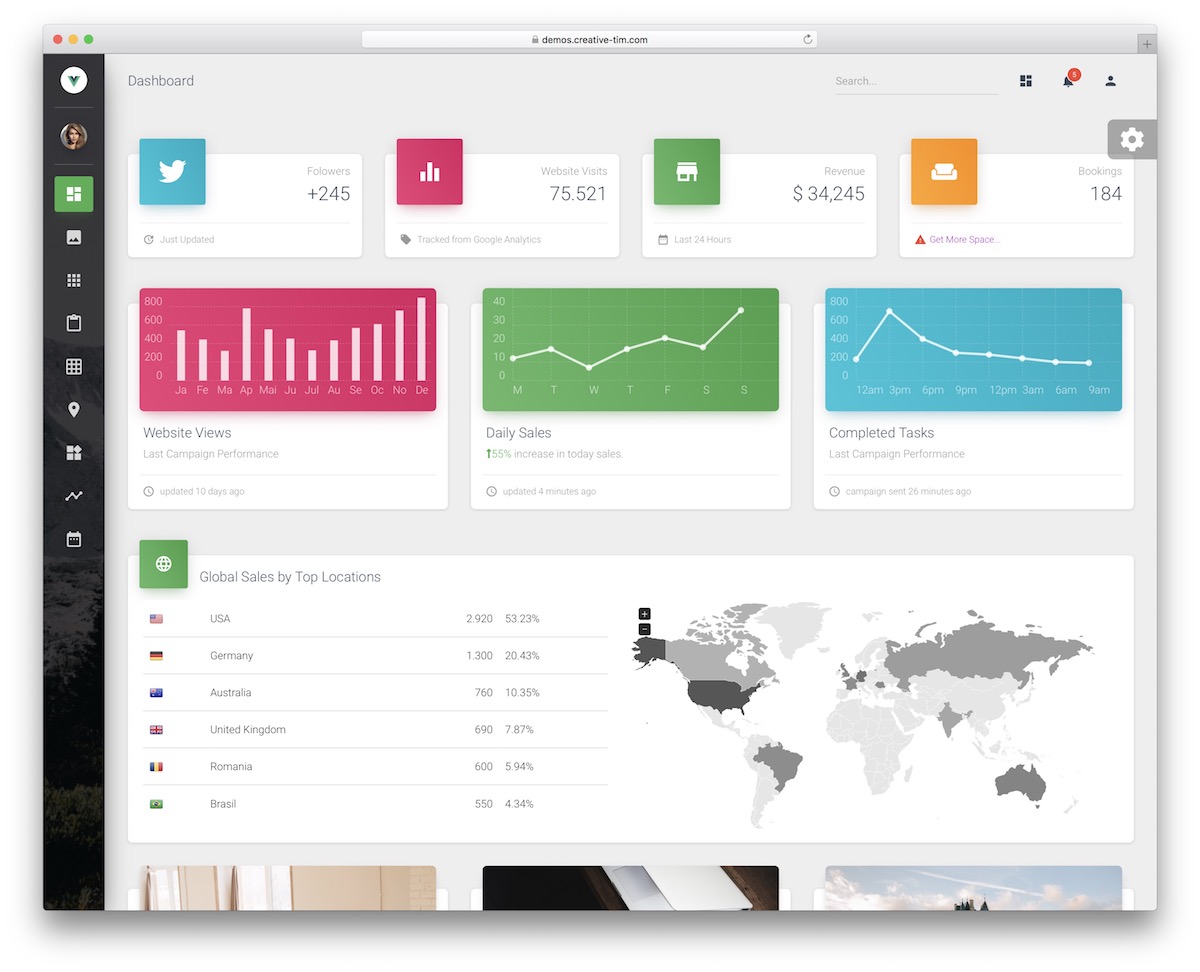 demos.creative-tim.com
Dashboard
Search...
5
Folowers
+245
Just Updated
Website Visits
75.521
Tracked from Google Analytics
Revenue
$ 34,245
Last 24 Hours
Bookings
184
Get More Space...
800
600
400
200
0
Ja Fe Ma Ap Mai Ju Jul Au Se Oc No De
Website Views
Last Campaign Performance
updated 10 days ago
40
30
20
10
0
M T W T F S S
Daily Sales
55% increase in today sales.
updated 4 minutes ago
800
600
400
200
0
12am 3pm 6pm 9pm 12pm 3am 6am 9am
Completed Tasks
Last Campaign Performance
campaign sent 26 minutes ago
Global Sales by Top Locations
USA 2.920 53.23%
Germany 1.300 20.43%
Australia 760 10.35%
United Kingdom 690 7.87%
Romania 600 5.94%
Brasil 550 4.34%
+
−